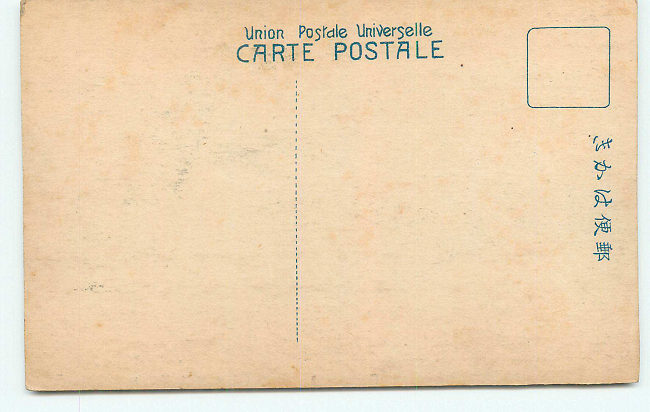 Union Postale Universelle
CARTE POSTALE
きかは便郵